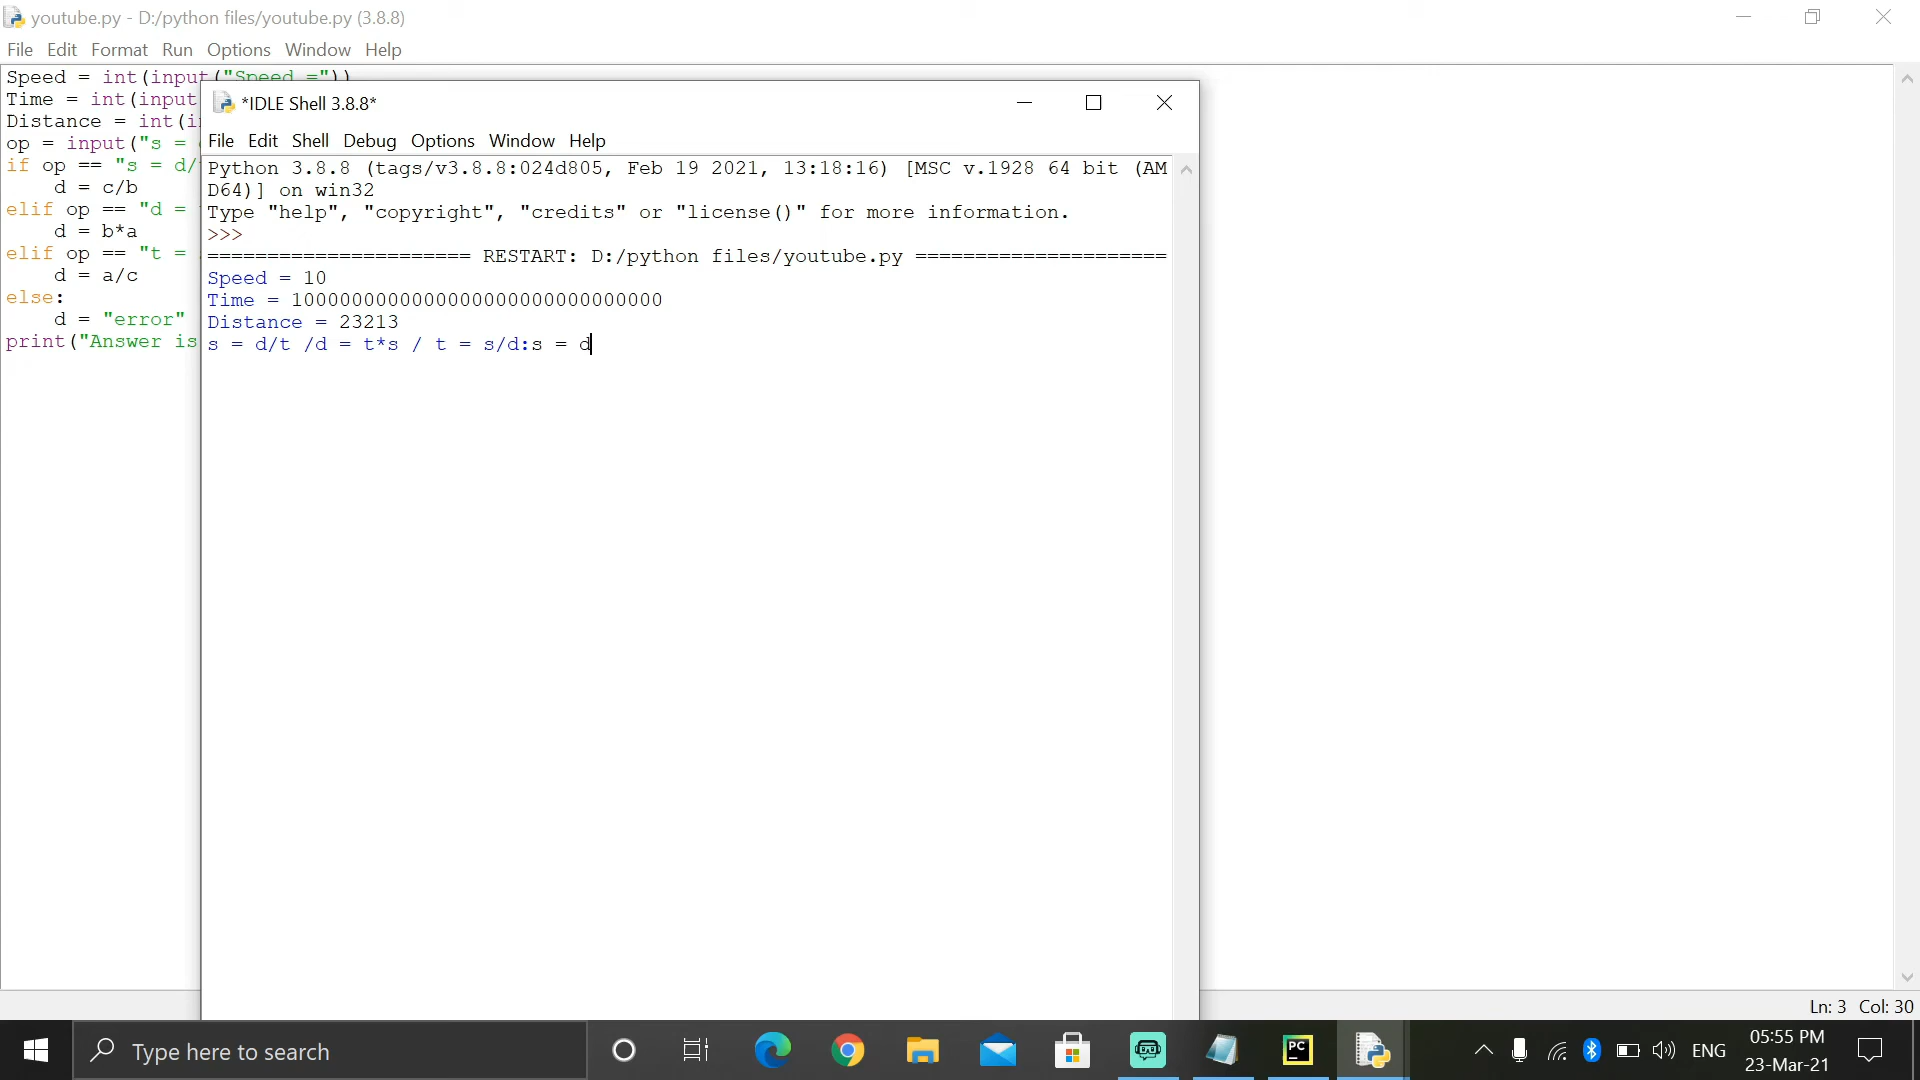 youtube.py - D:/python files/youtube.py (3.8.8)
File Edit Format Run Options Window Help
Speed = int(input("Speed ="))
Time = int(input
Distance = int(i
op = input("s =
if op == "s = d/
d = c/b
elif op == "d =
d = b*a
elif op == "t =
d = a/c
else:
d = "error"
print("Answer is
*IDLE Shell 3.8.8*
File Edit Shell Debug Options Window Help
Python 3.8.8 (tags/v3.8.8:024d805, Feb 19 2021, 13:18:16) [MSC v.1928 64 bit (AM
D64)] on win32
Type "help", "copyright", "credits" or "license()" for more information.
>>>
====================== RESTART: D:/python files/youtube.py =====================
Speed = 10
Time = 1000000000000000000000000000000
Distance = 23213
s = d/t /d = t*s / t = s/d:s = d
Ln: 3 Col: 30
Type here to search
PC
ENG
05:55 PM
23-Mar-21